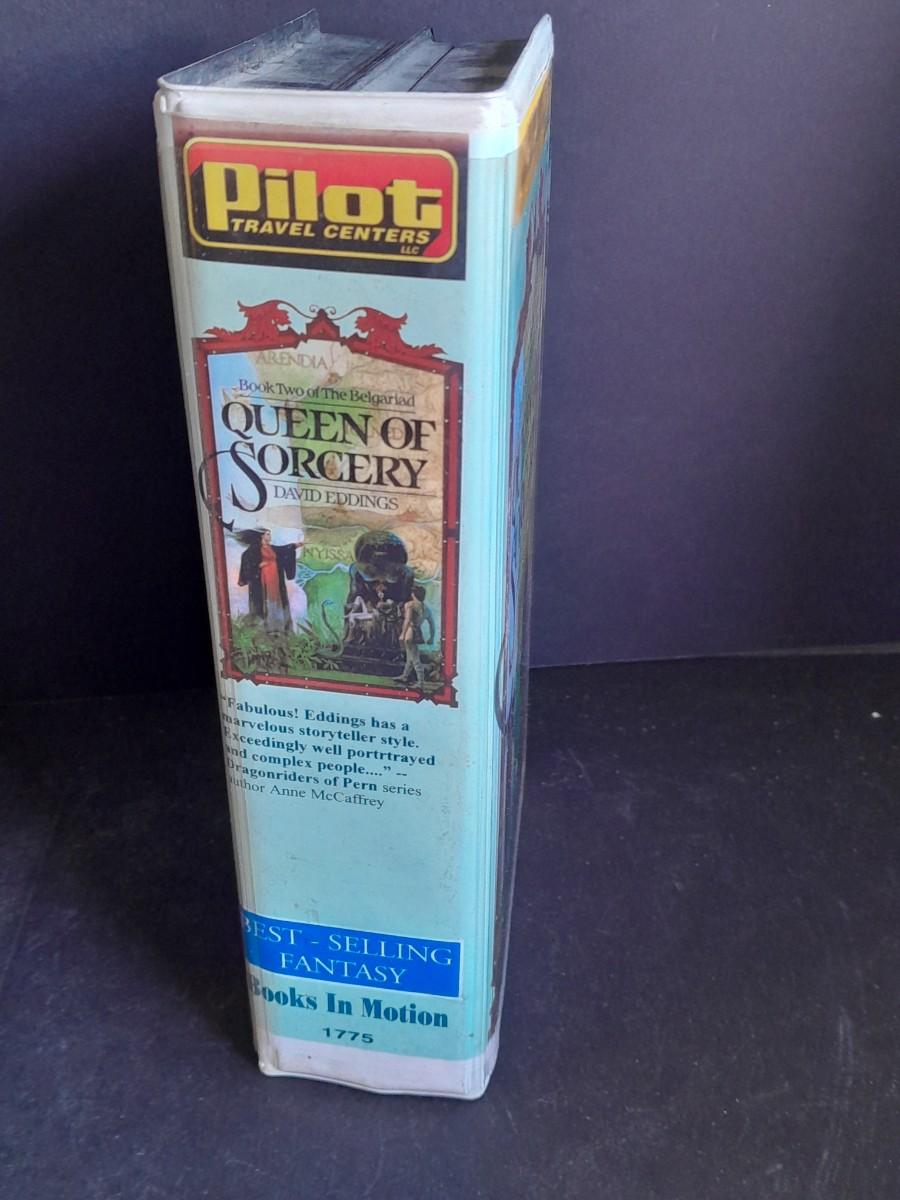 Pilot
TRAVEL CENTERS
LLC
ARENDIA
Book Two of The Belgariad
QUEEN OF
SORCERY
DAVID EDDINGS
NYISSA
"Fabulous! Eddings has a
marvelous storyteller style.
Exceedingly well portrtrayed
and complex people...." --
Dragonriders of Pern series
author Anne McCaffrey
BEST - SELLING
FANTASY
Books In Motion
1775